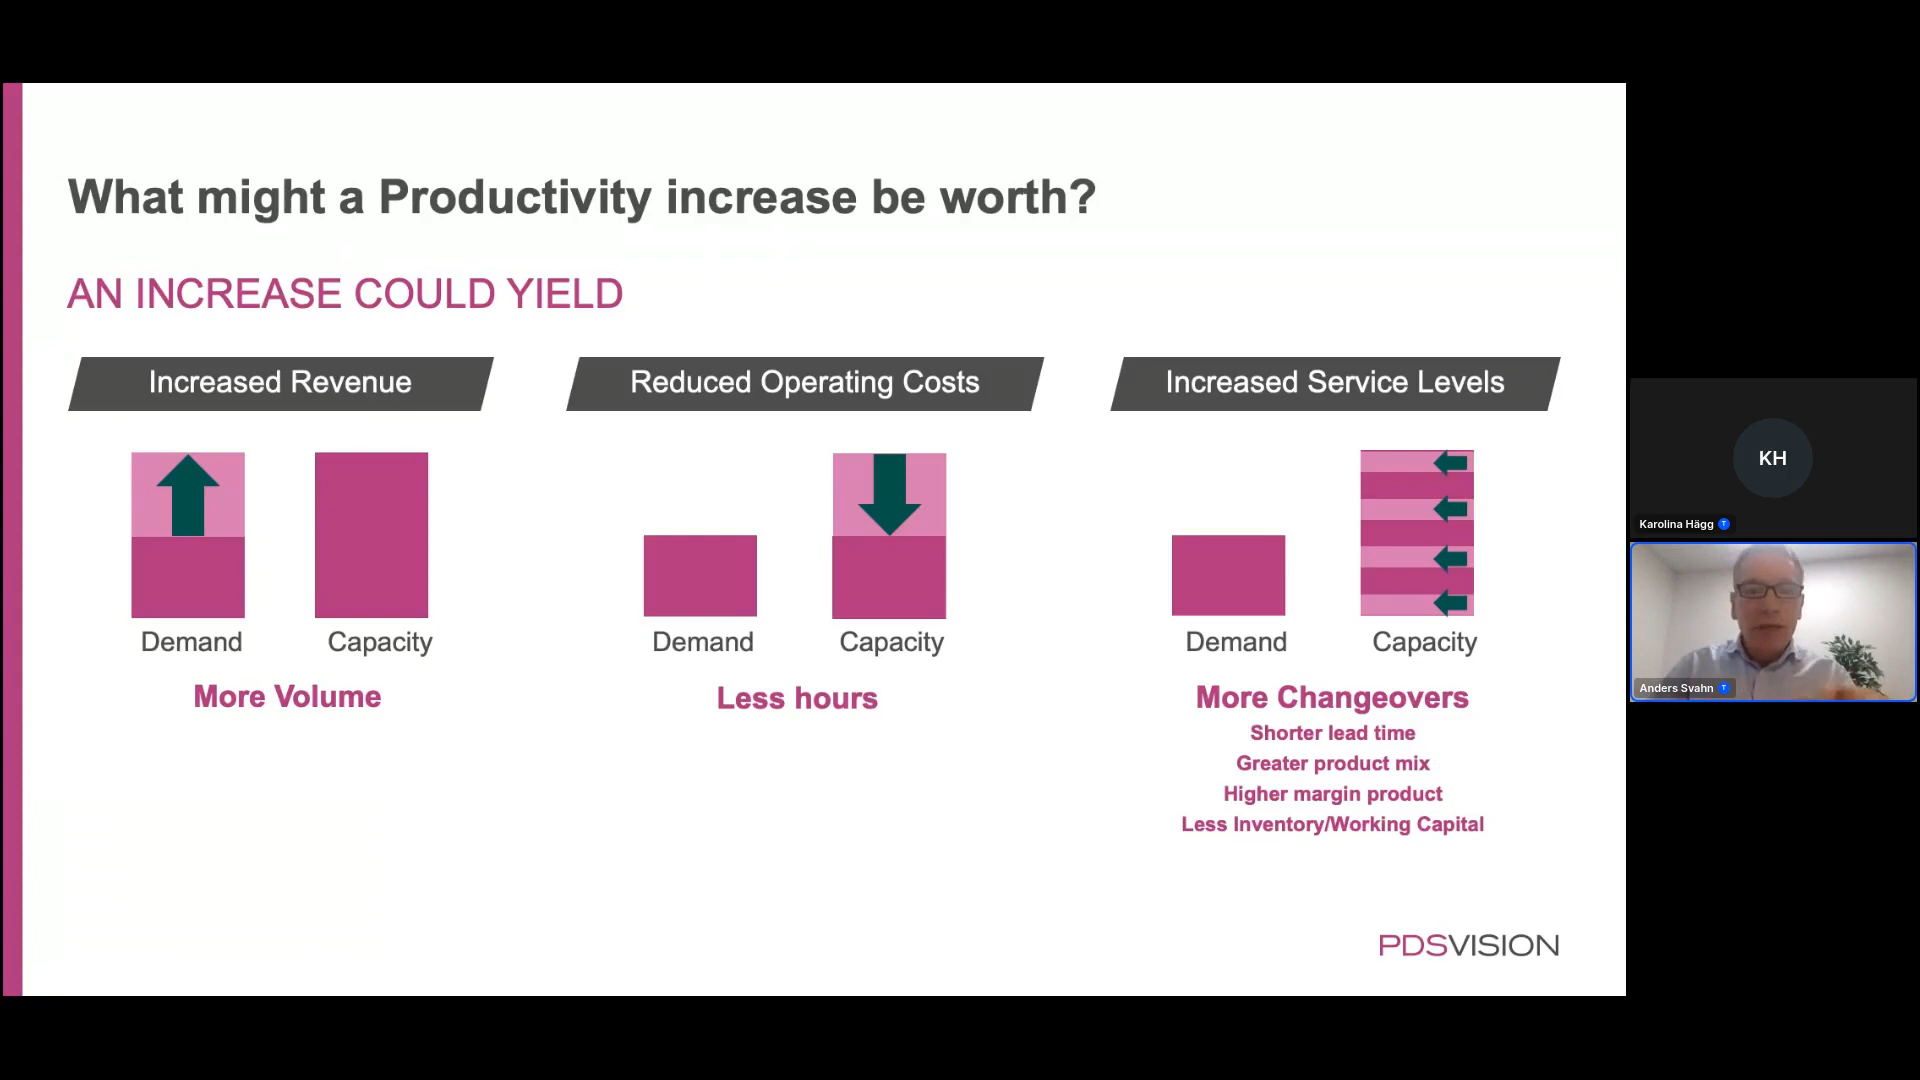 What might a Productivity increase be worth?
AN INCREASE COULD YIELD
Increased Revenue
Demand
Capacity
More Volume
Reduced Operating Costs
Demand
Capacity
Less hours
Increased Service Levels
Demand
Capacity
More Changeovers
Shorter lead time
Greater product mix
Higher margin product
Less Inventory/Working Capital
PDSVISION
KH
Karolina Hägg T
Anders Svahn T